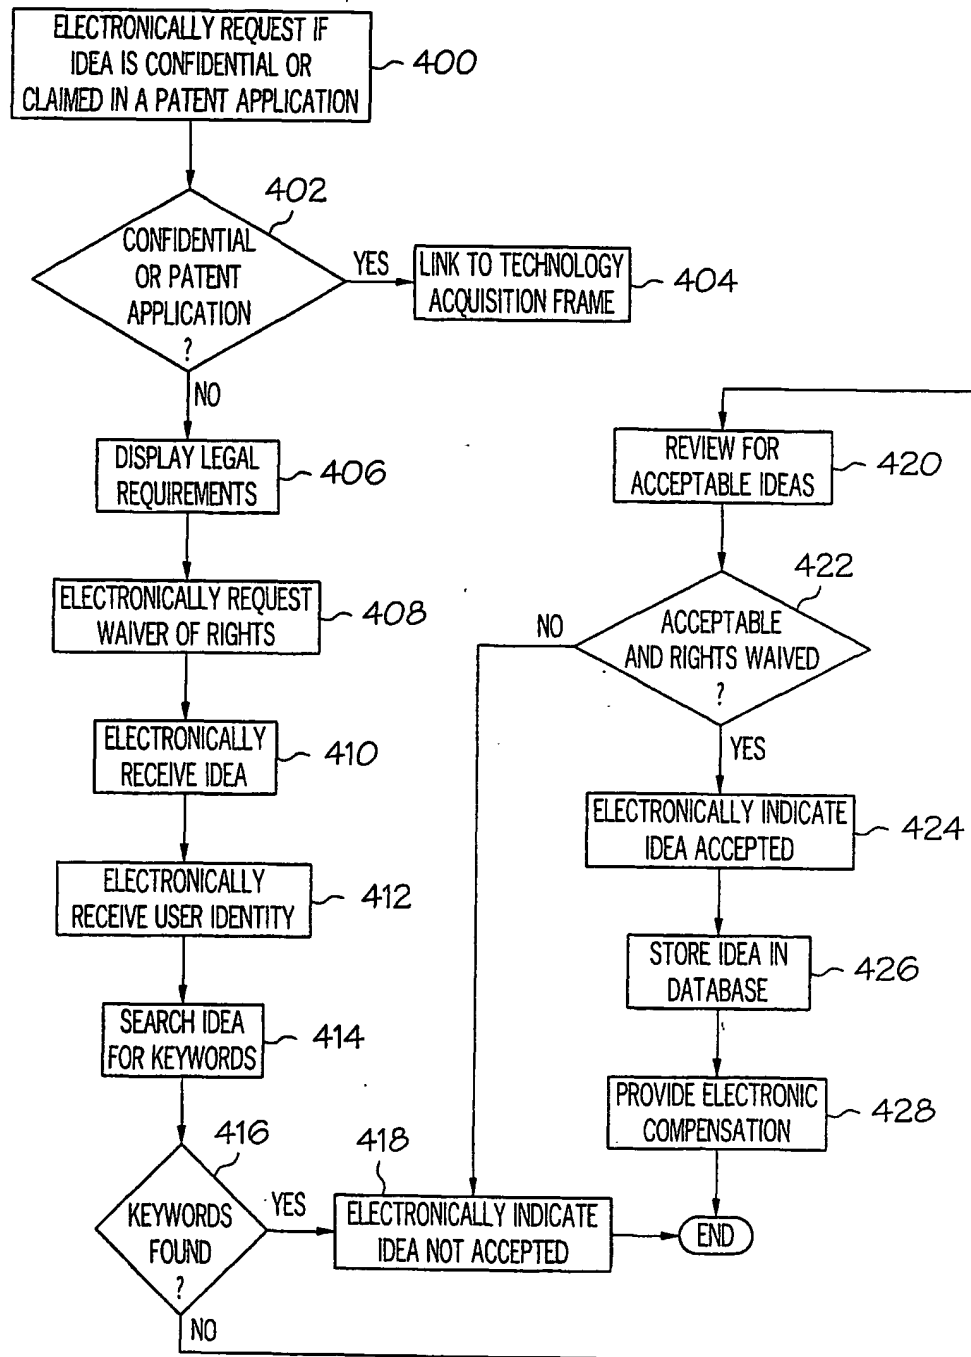 ELECTRONICALLY REQUEST IF
IDEA IS CONFIDENTIAL OR
CLAIMED IN A PATENT APPLICATION
400
402
CONFIDENTIAL
OR PATENT
APPLICATION
?
YES
LINK TO TECHNOLOGY
ACQUISITION FRAME
404
NO
DISPLAY LEGAL
REQUIREMENTS
406
ELECTRONICALLY REQUEST
WAIVER OF RIGHTS
408
ELECTRONICALLY
RECEIVE IDEA
410
ELECTRONICALLY
RECEIVE USER IDENTITY
412
SEARCH IDEA
FOR KEYWORDS
414
416
KEYWORDS
FOUND
?
YES
NO
418
ELECTRONICALLY INDICATE
IDEA NOT ACCEPTED
REVIEW FOR
ACCEPTABLE IDEAS
420
422
ACCEPTABLE
AND RIGHTS WAIVED
?
NO
YES
ELECTRONICALLY INDICATE
IDEA ACCEPTED
424
STORE IDEA IN
DATABASE
426
PROVIDE ELECTRONIC
COMPENSATION
428
END